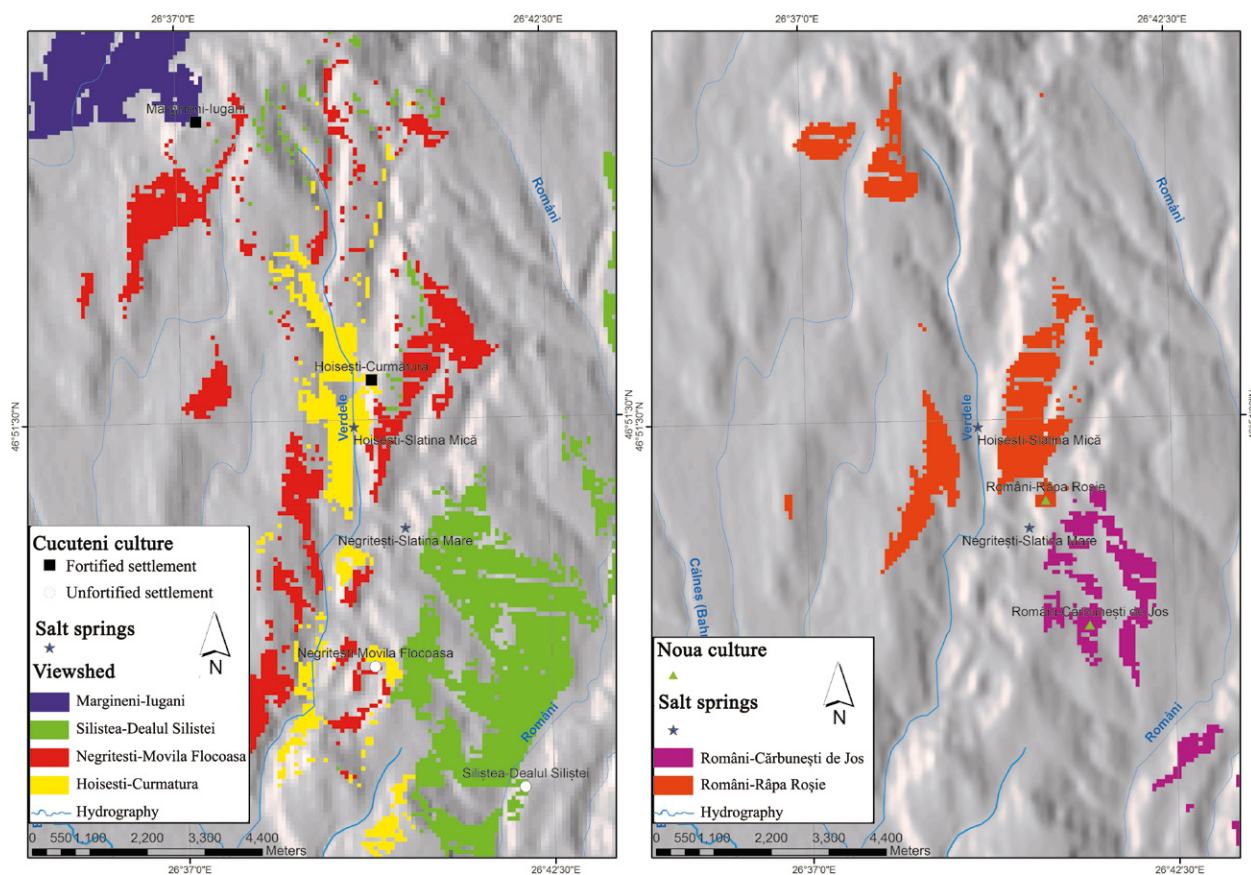 26°37'0"E
26°42'30"E
Margineni-Iugani
Români
Hoisești-Curmătura
46°51'30"N
46°51'30"N
Verdele
Hoisești-Slatina Mică
Negritești-Slatina Mare
Cucuteni culture
Fortified settlement
Unfortified settlement
Salt springs
Viewshed
N
Margineni-Iugani
Silistea-Dealul Silistei
Negritesti-Movila Flocoasa
Hoisesti-Curmatura
Hydrography
Negritești-Movila Flocoasa
Români
Siliștea-Dealul Siliștei
0 550 1,100 2,200 3,300 4,400
Meters
26°37'0"E
26°42'30"E
26°37'0"E
26°42'30"E
Români
Verdele
Hoisești-Slatina Mică
Români-Râpa Roșie
Negritești-Slatina Mare
Români-Cărbunești de Jos
Români
Noua culture
Salt springs
N
Români-Cărbunești de Jos
Români-Râpa Roșie
Hydrography
0 550 1,100 2,200 3,300 4,400
Meters
26°37'0"E
26°42'30"E